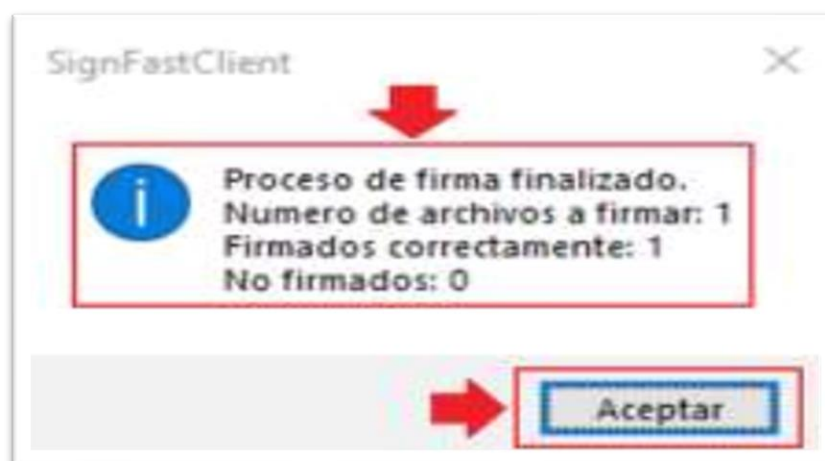 SignFastClient
Proceso de firma finalizado.
Numero de archivos a firmar: 1
Firmados correctamente: 1
No firmados: 0
Aceptar